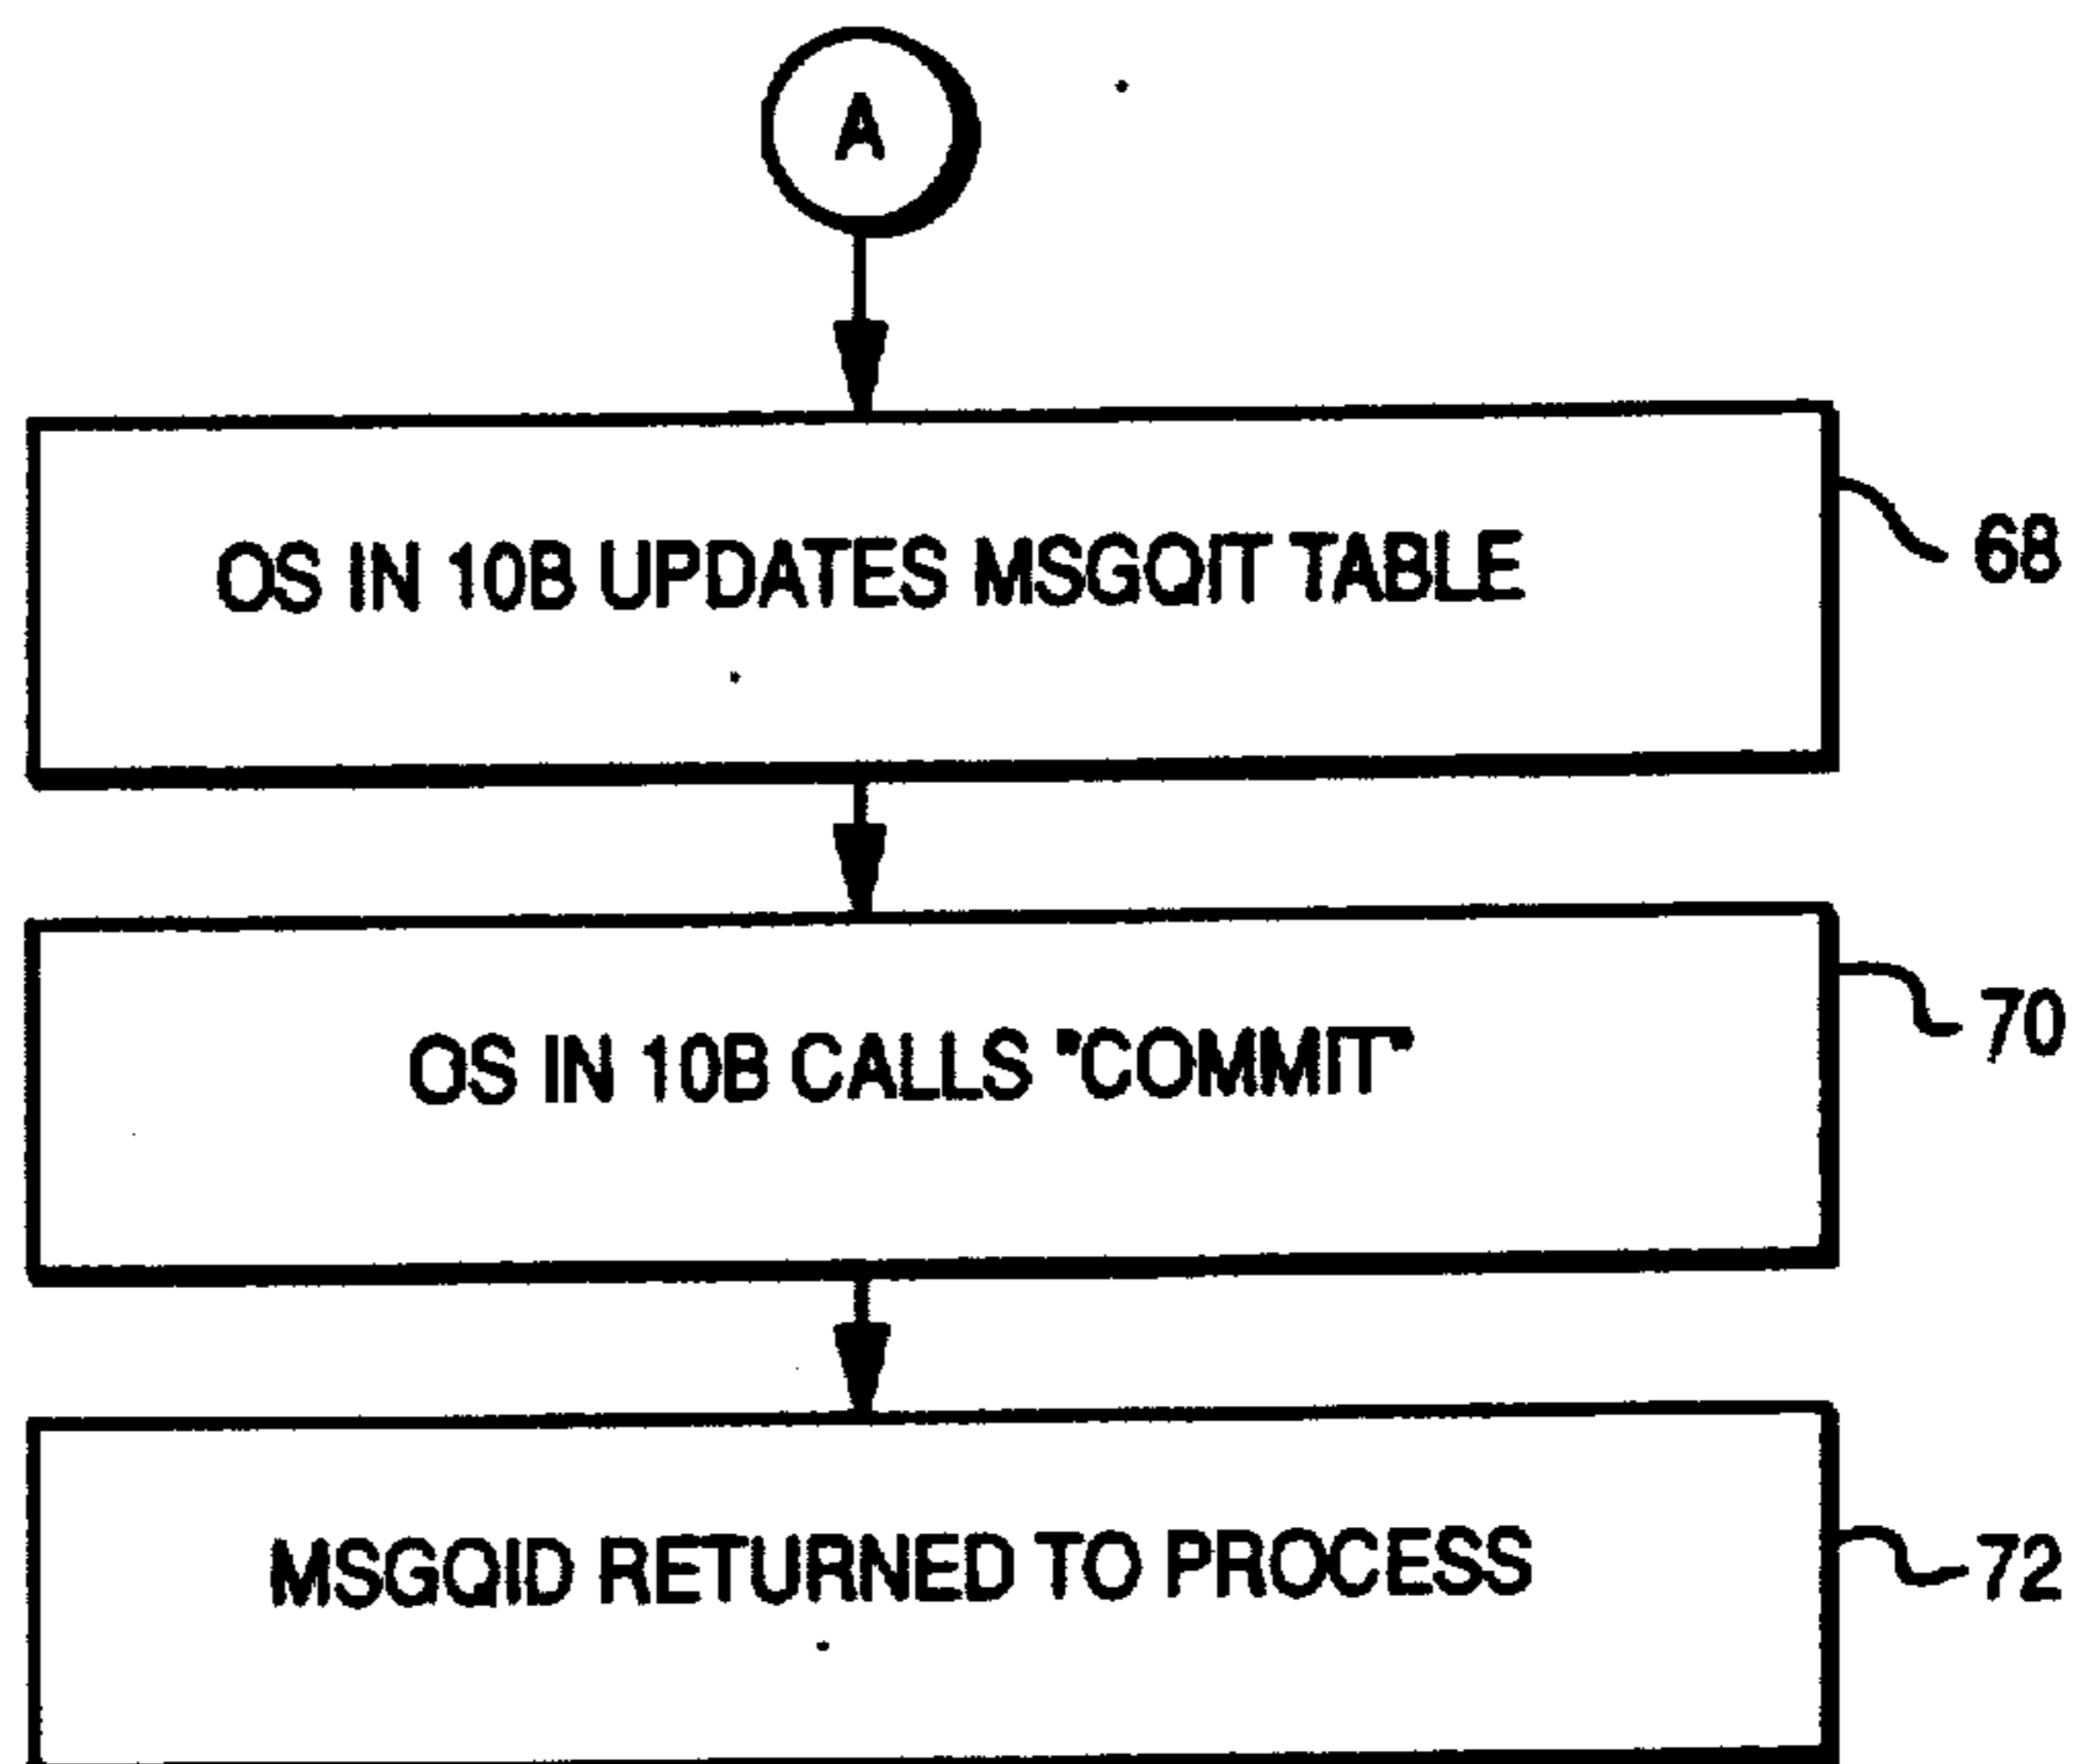 A
OS IN 10B UPDATES MSGQIT TABLE
68
OS IN 10B CALLS "COMMIT"
70
MSGQID RETURNED TO PROCESS
72